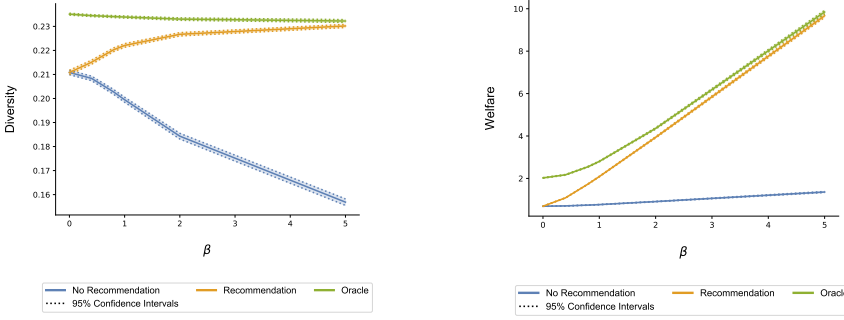 0.23
0.22
0.21
0.20
0.19
0.18
0.17
0.16
Diversity
0 1 2 3 4 5
β
No Recommendation Recommendation Oracle
95% Confidence Intervals
10
8
6
4
2
Welfare
0 1 2 3 4 5
β
No Recommendation Recommendation
95% Confidence Intervals